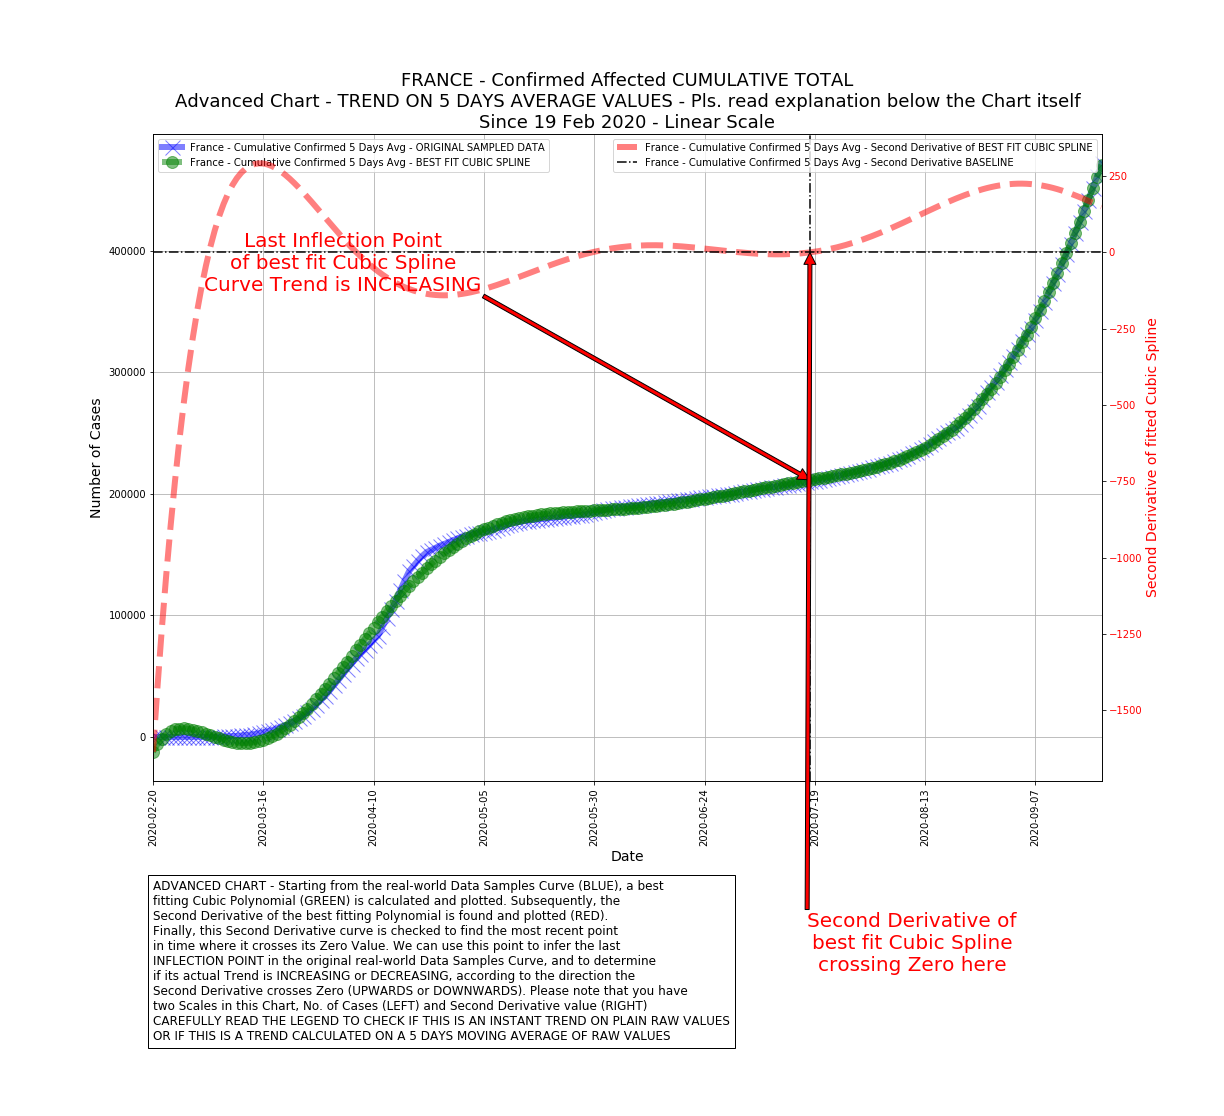 FRANCE - Confirmed Affected CUMULATIVE TOTAL
Advanced Chart - TREND ON 5 DAYS AVERAGE VALUES - Pls. read explanation below the Chart itself
Since 19 Feb 2020 - Linear Scale
France - Cumulative Confirmed 5 Days Avg - ORIGINAL SAMPLED DATA
France - Cumulative Confirmed 5 Days Avg - BEST FIT CUBIC SPLINE
France - Cumulative Confirmed 5 Days Avg - Second Derivative of BEST FIT CUBIC SPLINE
France - Cumulative Confirmed 5 Days Avg - Second Derivative BASELINE
Last Inflection Point
of best fit Cubic Spline
Curve Trend is INCREASING
Number of Cases
400000
300000
200000
100000
0
250
0
−250
−500
−750
−1000
−1250
−1500
Second Derivative of fitted Cubic Spline
2020-02-20
2020-03-16
2020-04-10
2020-05-05
2020-05-30
2020-06-24
2020-07-19
2020-08-13
2020-09-07
Date
ADVANCED CHART - Starting from the real-world Data Samples Curve (BLUE), a best
fitting Cubic Polynomial (GREEN) is calculated and plotted. Subsequently, the
Second Derivative of the best fitting Polynomial is found and plotted (RED).
Finally, this Second Derivative curve is checked to find the most recent point
in time where it crosses its Zero Value. We can use this point to infer the last
INFLECTION POINT in the original real-world Data Samples Curve, and to determine
if its actual Trend is INCREASING or DECREASING, according to the direction the
Second Derivative crosses Zero (UPWARDS or DOWNWARDS). Please note that you have
two Scales in this Chart, No. of Cases (LEFT) and Second Derivative value (RIGHT)
CAREFULLY READ THE LEGEND TO CHECK IF THIS IS AN INSTANT TREND ON PLAIN RAW VALUES
OR IF THIS IS A TREND CALCULATED ON A 5 DAYS MOVING AVERAGE OF RAW VALUES
Second Derivative of
best fit Cubic Spline
crossing Zero here